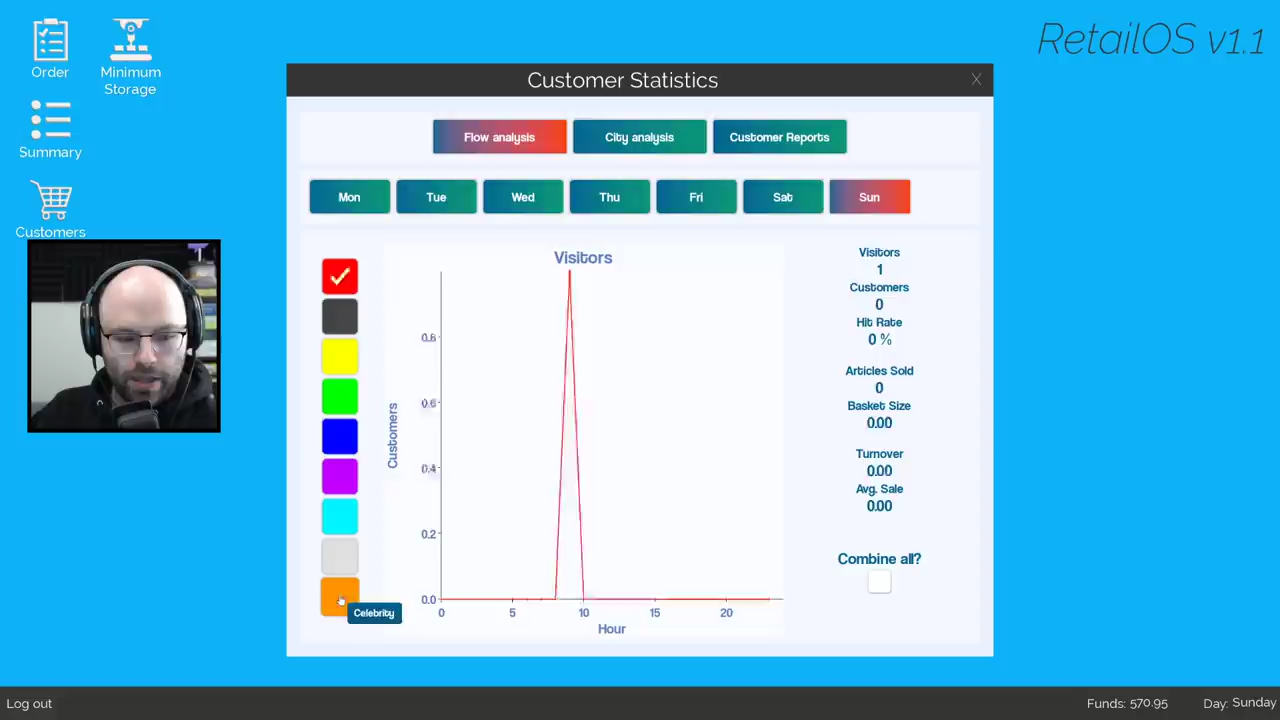 RetailOS v1.1
Order
Minimum
Storage
Summary
Customers
Customer Statistics
X
Flow analysis
City analysis
Customer Reports
Mon
Tue
Wed
Thu
Fri
Sat
Sun
Visitors
Customers
0.8
0.6
0.4
0.2
0.0
0
5
10
15
20
Hour
Celebrity
Visitors
1
Customers
0
Hit Rate
0 %
Articles Sold
0
Basket Size
0.00
Turnover
0.00
Avg. Sale
0.00
Combine all?
Log out
Funds: 570.95
Day: Sunday